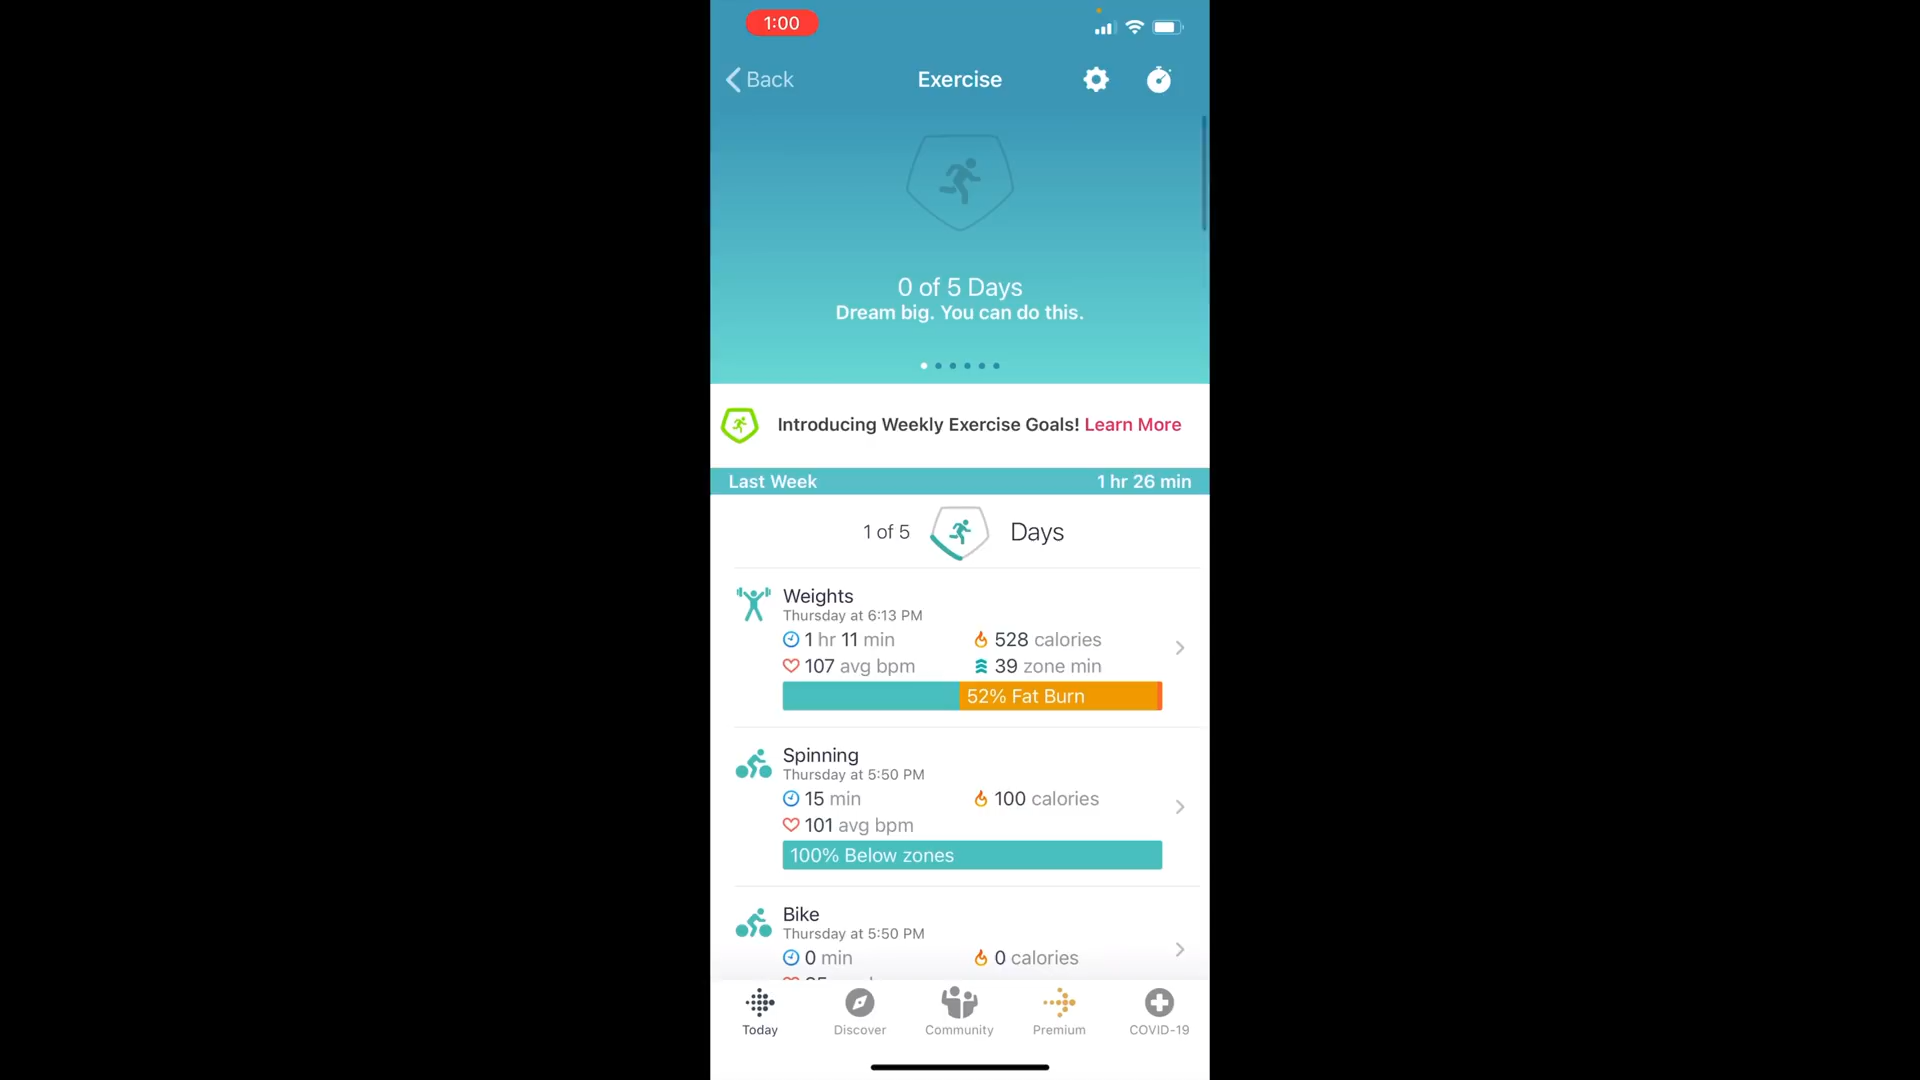 1:00
Back
Exercise
0 of 5 Days
Dream big. You can do this.
Introducing Weekly Exercise Goals! Learn More
Last Week 1 hr 26 min
1 of 5 Days
Weights
Thursday at 6:13 PM
1 hr 11 min 528 calories
107 avg bpm 39 zone min
52% Fat Burn
Spinning
Thursday at 5:50 PM
15 min 100 calories
101 avg bpm
100% Below zones
Bike
Thursday at 5:50 PM
0 min 0 calories
Today Discover Community Premium COVID-19